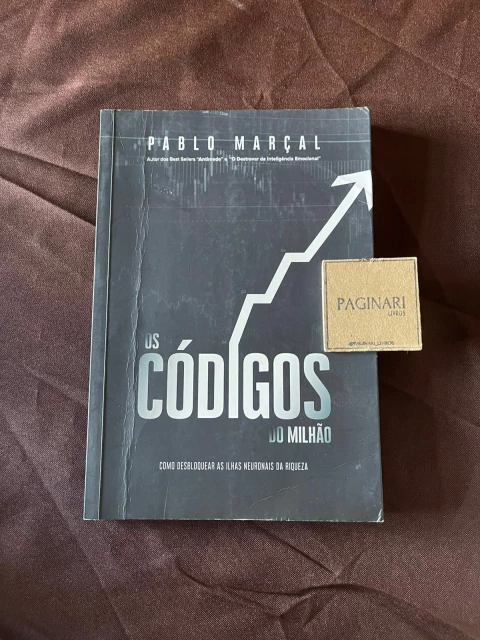 PABLO MARÇAL
Autor dos Best Sellers "Antimedo" e "O Destravar da Inteligência Emocional"
OS
CÓDIGOS
DO MILHÃO
COMO DESBLOQUEAR AS ILHAS NEURONAIS DA RIQUEZA
PAGINARI
LIVROS
@PAGINARI_LIVROS